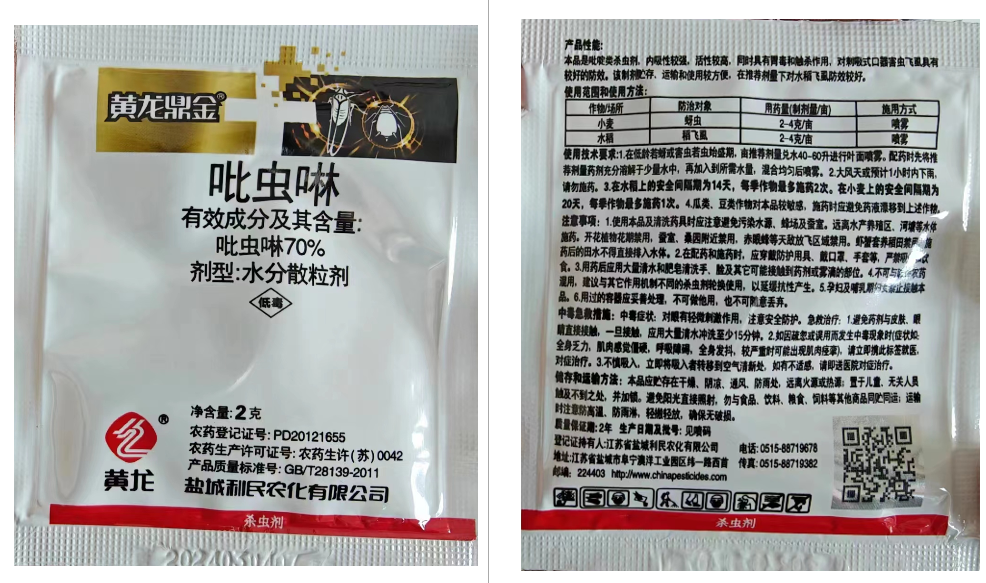 黄龙鼎金®
吡虫啉
有效成分及其含量:
吡虫啉70%
剂型:水分散粒剂
低毒
净含量:2克
农药登记证号: PD20121655
农药生产许可证号: 农药生许(苏)0042
产品质量标准号: GB/T28139-2011
®
黄龙
盐城利民农化有限公司
杀虫剂
产品性能:
本品是吡啶类杀虫剂，内吸性较强，活性较高，同时具有胃毒和触杀作用，对刺吸式口器害虫飞虱具有
较好的防效。该制剂贮存、运输和使用较方便，在推荐剂量下对水稻飞虱防效较好。
使用范围和使用方法:
作物/场所 防治对象 用药量(制剂量/亩) 施用方式
小麦 蚜虫 2-4克/亩 喷雾
水稻 稻飞虱 2-4克/亩 喷雾
使用技术要求:1.在低龄若蚜或害虫若虫始盛期，亩推荐剂量兑水40-60升进行叶面喷雾。配药时先将推
荐剂量药剂充分溶解于少量水中，再加入到所需水量，混合均匀后喷雾。2.大风天或预计1小时内下雨，
请勿施药。3.在水稻上的安全间隔期为14天，每季作物最多施药2次。在小麦上的安全间隔期为
20天，每季作物最多施药1次。4.瓜类、豆类作物对本品较敏感，施药时应避免药液漂移到上述作物。
注意事项：1.使用本品及清洗药具时应注意避免污染水源、蜂场及蚕室。远离水产养殖区、河塘等水体
施药。开花植物花期禁用，蚕室、桑园附近禁用，赤眼蜂等天敌放飞区域禁用。虾蟹套养稻田禁用
药后的田水不得直接排入水体。2.在配药和施药时，应穿戴防护用具、戴口罩、手套等，严禁
食。3.用药后应用大量清水和肥皂清洗手、脸及其它可能接触到药剂或雾滴的部位。4.不可与
混用，建议与其它作用机制不同的杀虫剂轮换使用，以延缓抗性产生。5.孕妇及哺乳期妇女禁止接触本
品。6.用过的容器应妥善处理，不可做他用，也不可随意丢弃。
中毒急救措施：中毒症状：对眼有轻微刺激作用，注意安全防护。急救治疗：1.避免药剂与皮肤、眼
睛直接接触，一旦接触，应用大量清水冲洗至少15分钟。2.如因疏忽或误用而发生中毒现象时(症状如:
全身乏力，肌肉感觉僵硬，呼吸障碍，全身发抖，较严重时可能出现肌肉痉挛)，请立即携此标签就医，
对症治疗。3.不慎吸入，立即将吸入者转移到空气清新处，如有不适感，请即送医院对症治疗。
储存和运输方法：本品应贮存在干燥、阴凉、通风、防雨处，远离火源或热源；置于儿童、无关人员
触及不到之处，并加锁。避免阳光直接照射，勿与食品、饮料、粮食、饲料等其他商品同贮同运；运输
时注意防高温、防雨淋，轻缷轻放，确保无破损。
质量保证期:2年 生产日期及批号:见喷码
登记证持有人:江苏省盐城利民农化有限公司 电话: 0515-88719678
地址:江苏省盐城市阜宁澳洋工业园区纬一路西首 传真: 0515-88719382
邮编: 224403 http://www.chinapesticides.com
杀虫剂